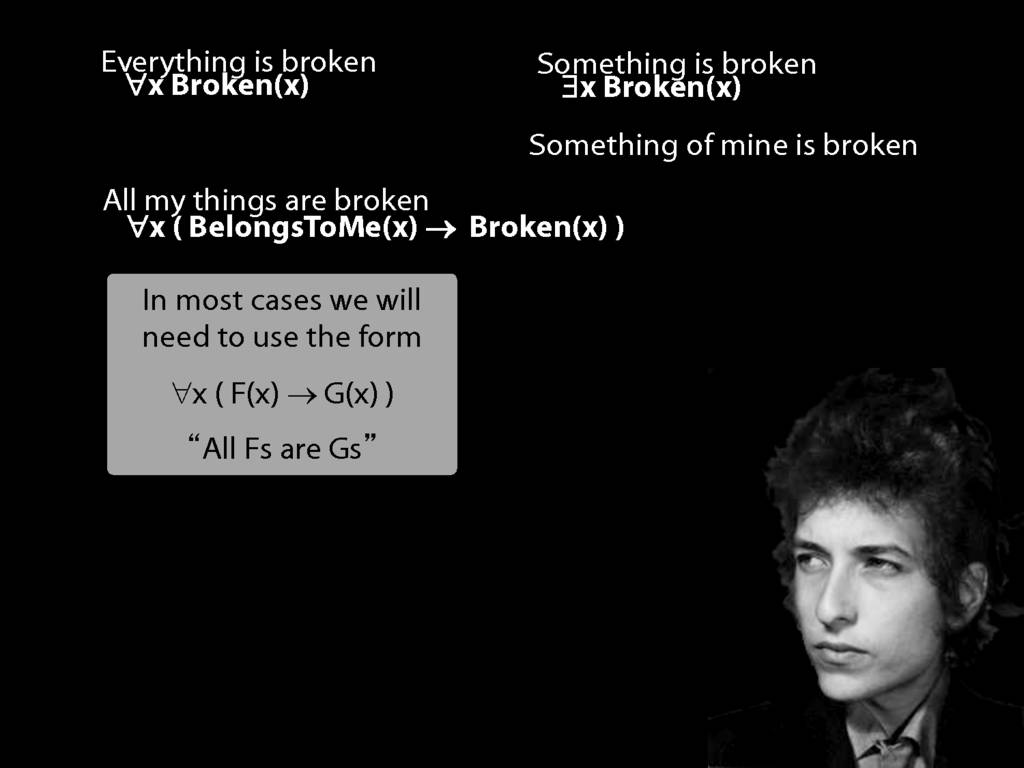 Everything is broken
∀x Broken(x)
Something is broken
∃x Broken(x)
Something of mine is broken
All my things are broken
∀x ( BelongsToMe(x) → Broken(x) )
In most cases we will
need to use the form
∀x ( F(x) → G(x) )
“All Fs are Gs”